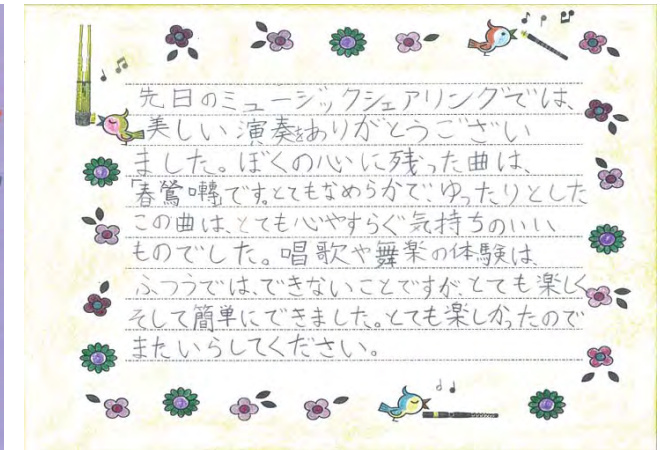 先日のミュージックシェアリングでは、
美しい演奏をありがとうござい
ました。ぼくの心に残った曲は、
「春鶯囀」です。とてもなめらかで、ゆったりとした
この曲は、とても心やすらぐ気持ちのいい
ものでした。唱歌や舞楽の体験は、
ふつうでは、できないことですが、とても楽しく
そして簡単にできました。とても楽しかったので
またいらしてください。